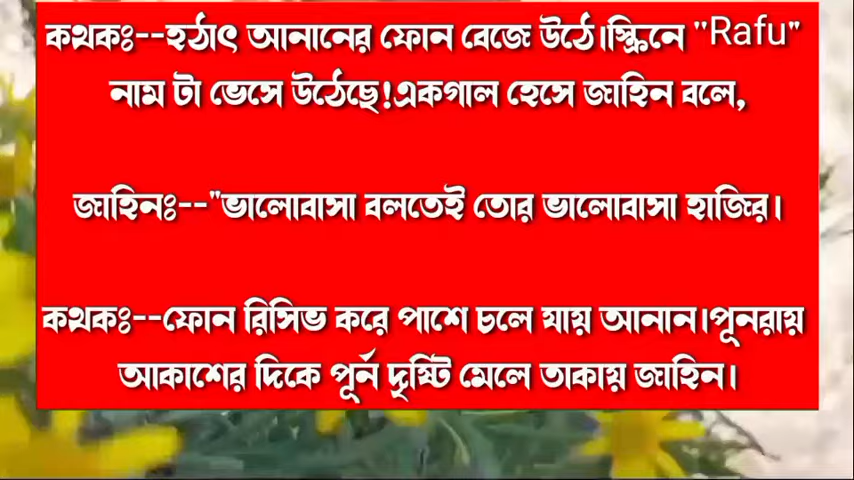 কথকঃ--হঠাৎ আনানের ফোন বেজে উঠে।স্ক্রিনে "Rafu"
নাম টা ভেসে উঠেছে!একগাল হেসে জাহিন বলে,
জাহিনঃ--"ভালোবাসা বলতেই তোর ভালোবাসা হাজির।
কথকঃ--ফোন রিসিভ করে পাশে চলে যায় আনান।পূনরায়
আকাশের দিকে পূর্ন দৃষ্টি মেলে তাকায় জাহিন।